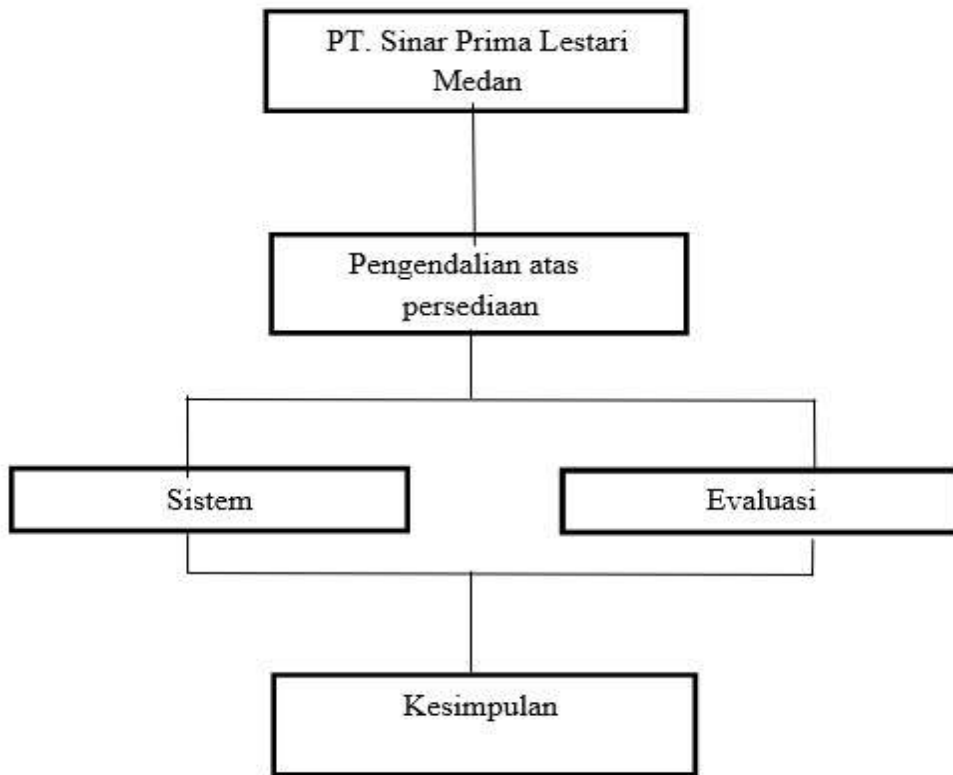 PT. Sinar Prima Lestari
Medan
Pengendalian atas
persediaan
Sistem
Evaluasi
Kesimpulan